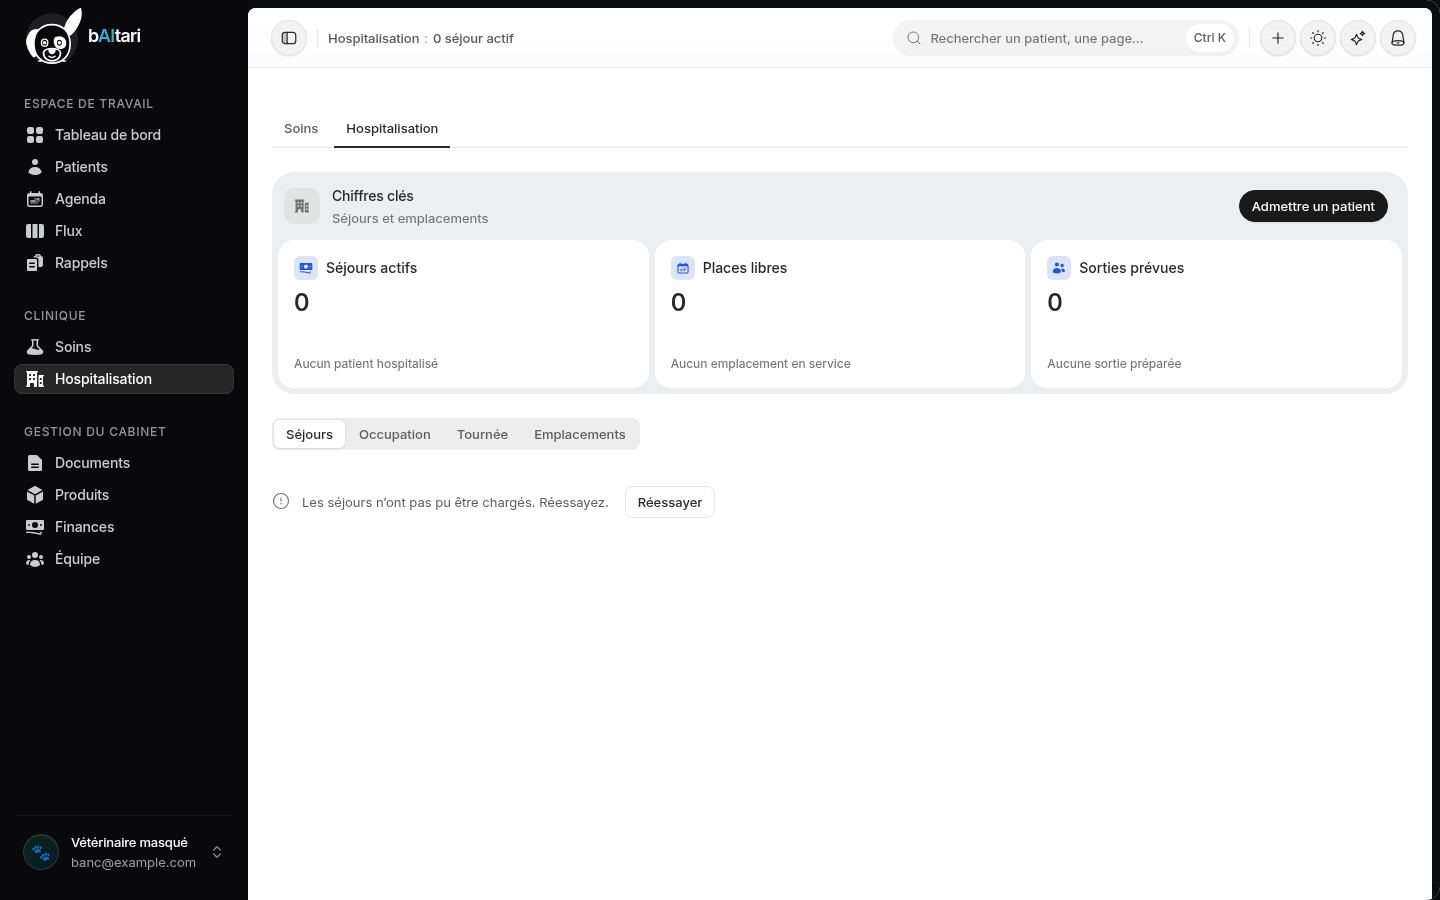 bAItari
Hospitalisation : 0 séjour actif
Rechercher un patient, une page...
Ctrl K
ESPACE DE TRAVAIL
Tableau de bord
Patients
Agenda
Flux
Rappels
CLINIQUE
Soins
Hospitalisation
GESTION DU CABINET
Documents
Produits
Finances
Équipe
Vétérinaire masqué
banc@example.com
Soins
Hospitalisation
Chiffres clés
Séjours et emplacements
Admettre un patient
Séjours actifs
0
Aucun patient hospitalisé
Places libres
0
Aucun emplacement en service
Sorties prévues
0
Aucune sortie préparée
Séjours
Occupation
Tournée
Emplacements
Les séjours n’ont pas pu être chargés. Réessayez.
Réessayer